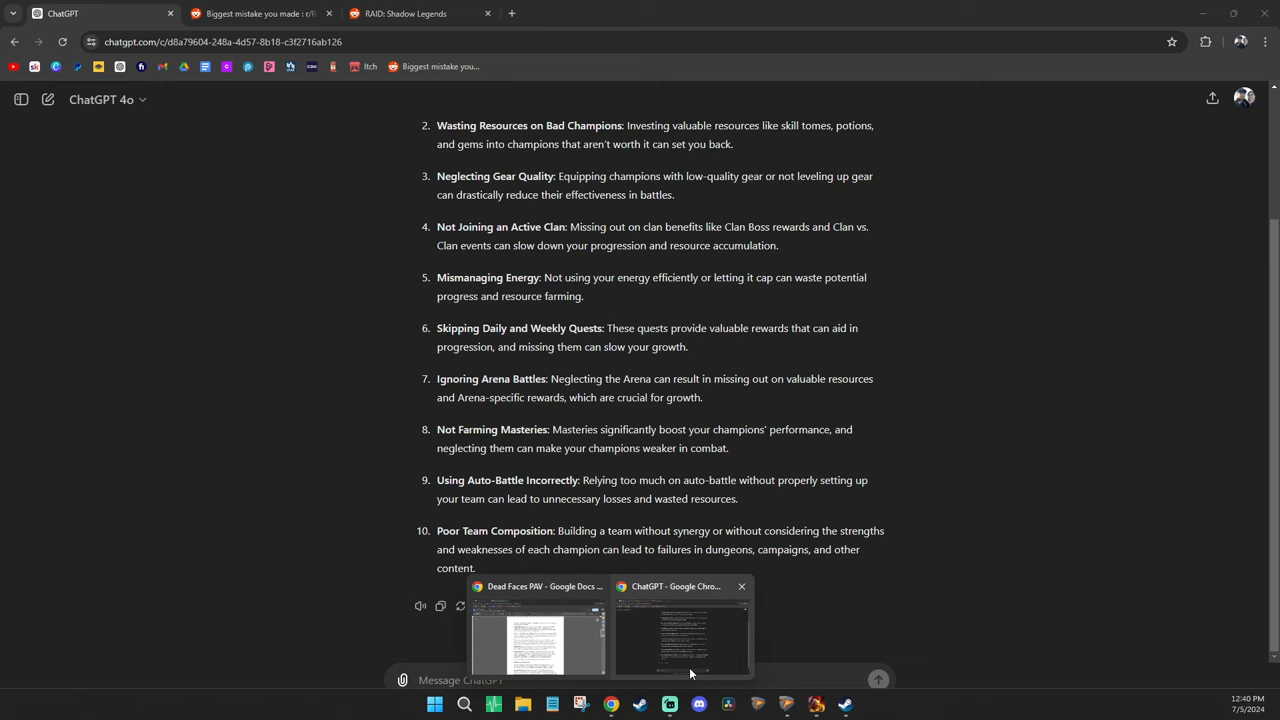 ChatGPT
Biggest mistake you made : r/R
RAID: Shadow Legends
chatgpt.com/c/d8a79604-248a-4d57-8b18-c3f2716ab126
Itch
Biggest mistake you...
ChatGPT 4o
2. Wasting Resources on Bad Champions: Investing valuable resources like skill tomes, potions,
and gems into champions that aren't worth it can set you back.
3. Neglecting Gear Quality: Equipping champions with low-quality gear or not leveling up gear
can drastically reduce their effectiveness in battles.
4. Not Joining an Active Clan: Missing out on clan benefits like Clan Boss rewards and Clan vs.
Clan events can slow down your progression and resource accumulation.
5. Mismanaging Energy: Not using your energy efficiently or letting it cap can waste potential
progress and resource farming.
6. Skipping Daily and Weekly Quests: These quests provide valuable rewards that can aid in
progression, and missing them can slow your growth.
7. Ignoring Arena Battles: Neglecting the Arena can result in missing out on valuable resources
and Arena-specific rewards, which are crucial for growth.
8. Not Farming Masteries: Masteries significantly boost your champions' performance, and
neglecting them can make your champions weaker in combat.
9. Using Auto-Battle Incorrectly: Relying too much on auto-battle without properly setting up
your team can lead to unnecessary losses and wasted resources.
10. Poor Team Composition: Building a team without synergy or without considering the strengths
and weaknesses of each champion can lead to failures in dungeons, campaigns, and other
content.
Dead Faces PAV - Google Docs ...
ChatGPT - Google Chro...
Message ChatGPT
12:40 PM
7/5/2024